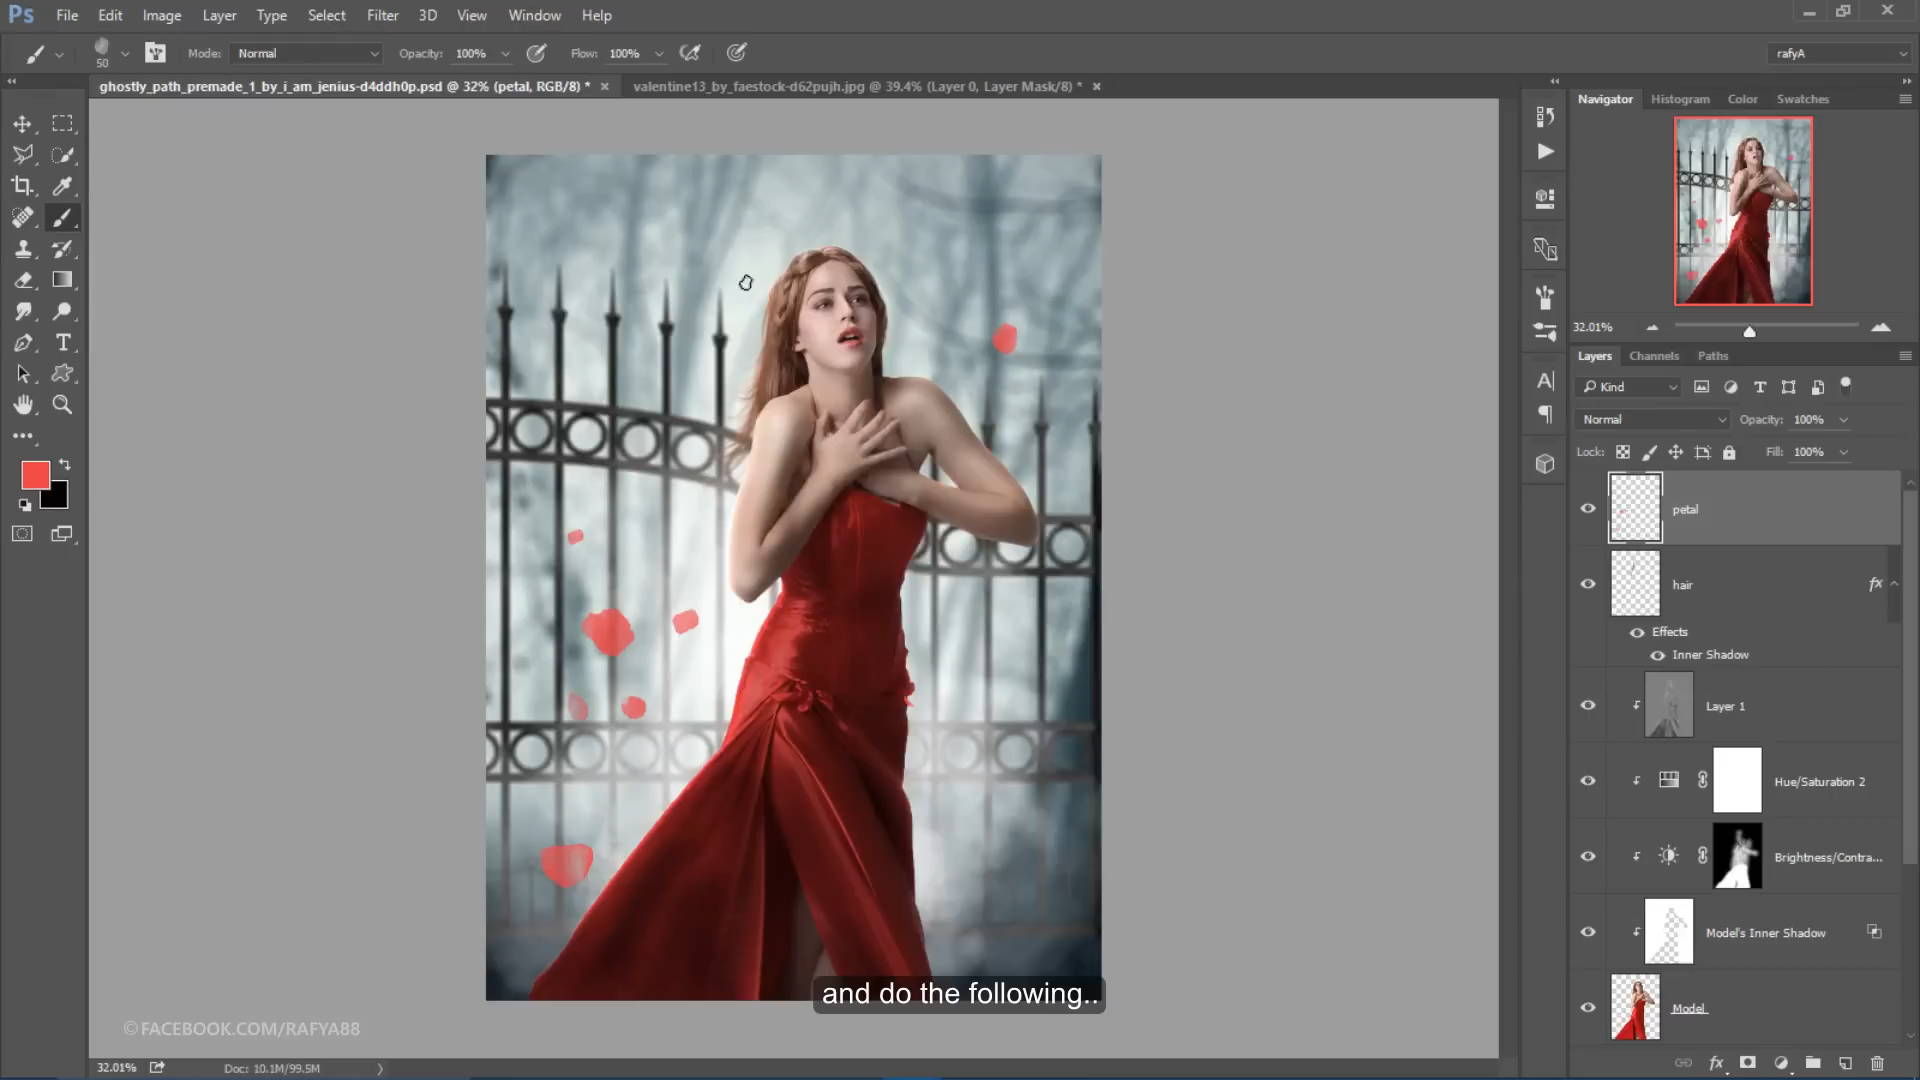 Ps File Edit Image Layer Type Select Filter 3D View Window Help
50 Mode: Normal Opacity: 100% Flow: 100% rafyA
ghostly_path_premade_1_by_i_am_jenius-d4ddh0p.psd @ 32% (petal, RGB/8) * valentine13_by_faestock-d62pujh.jpg @ 39.4% (Layer 0, Layer Mask/8) *
Navigator Histogram Color Swatches
32.01%
Layers Channels Paths
Kind
Normal Opacity: 100%
Lock: Fill: 100%
petal
hair fx
Effects
Inner Shadow
Layer 1
Hue/Saturation 2
Brightness/Contra...
Model's Inner Shadow
Model
and do the following..
©FACEBOOK.COM/RAFYA88
32.01% Doc: 10.1M/99.5M
fx